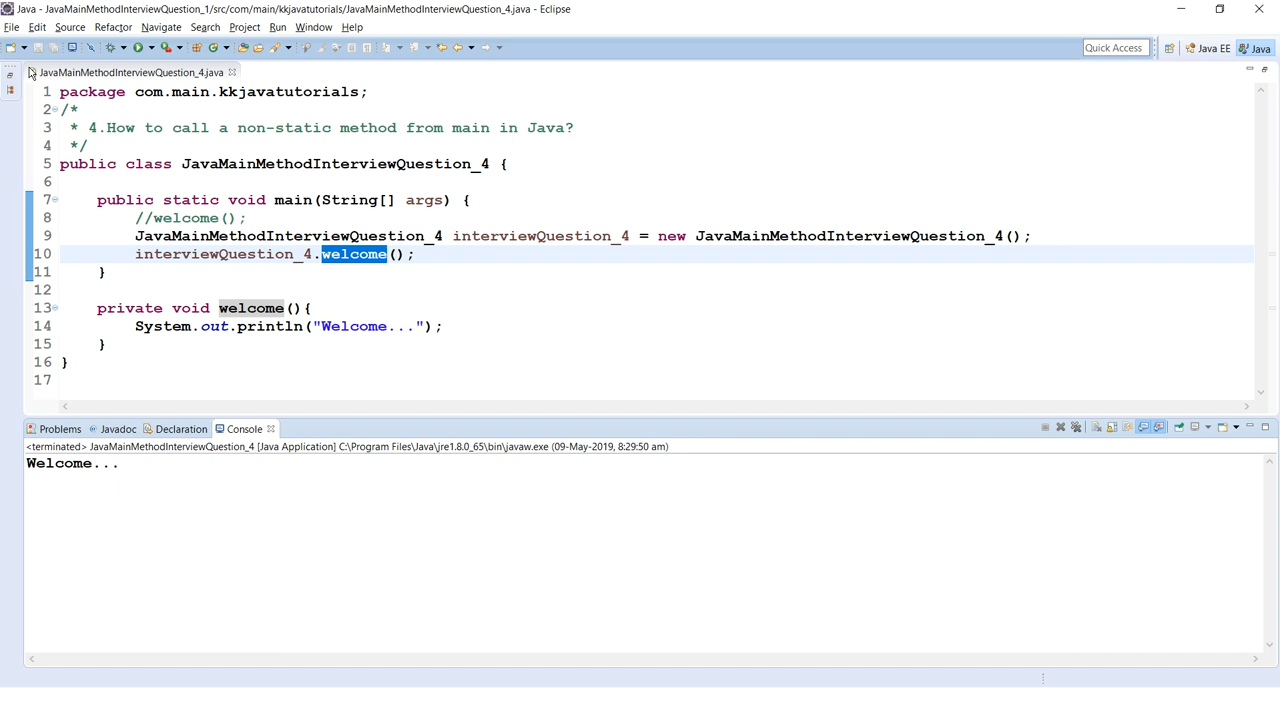 Java - JavaMainMethodInterviewQuestion_1/src/com/main/kkjavatutorials/JavaMainMethodInterviewQuestion_4.java - Eclipse
File Edit Source Refactor Navigate Search Project Run Window Help
Quick Access Java EE Java
JavaMainMethodInterviewQuestion_4.java
1 package com.main.kkjavatutorials;
2 /*
3 * 4.How to call a non-static method from main in Java?
4 */
5 public class JavaMainMethodInterviewQuestion_4 {
6
7 public static void main(String[] args) {
8 //welcome();
9 JavaMainMethodInterviewQuestion_4 interviewQuestion_4 = new JavaMainMethodInterviewQuestion_4();
10 interviewQuestion_4.welcome();
11 }
12
13 private void welcome(){
14 System.out.println("Welcome...");
15 }
16 }
17
Problems Javadoc Declaration Console
<terminated> JavaMainMethodInterviewQuestion_4 [Java Application] C:\Program Files\Java\jre1.8.0_65\bin\javaw.exe (09-May-2019, 8:29:50 am)
Welcome...